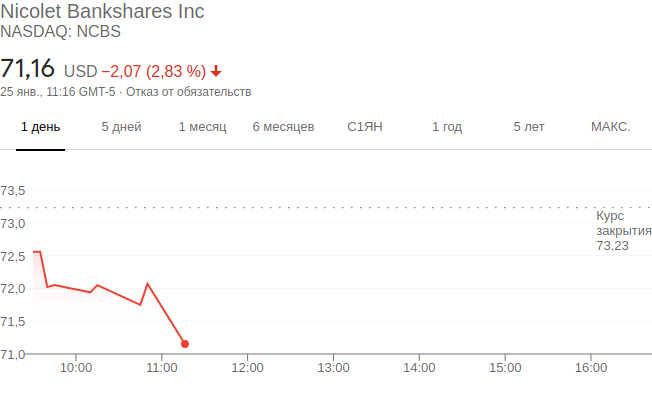 Nicolet Bankshares Inc
NASDAQ: NCBS
71,16 USD −2,07 (2,83 %)
25 янв., 11:16 GMT-5 · Отказ от обязательств
1 день 5 дней 1 месяц 6 месяцев С1ЯН 1 год 5 лет МАКС.
73,5
73,0
72,5
72,0
71,5
71,0
Курс
закрытия
73,23
10:00 11:00 12:00 13:00 14:00 15:00 16:00